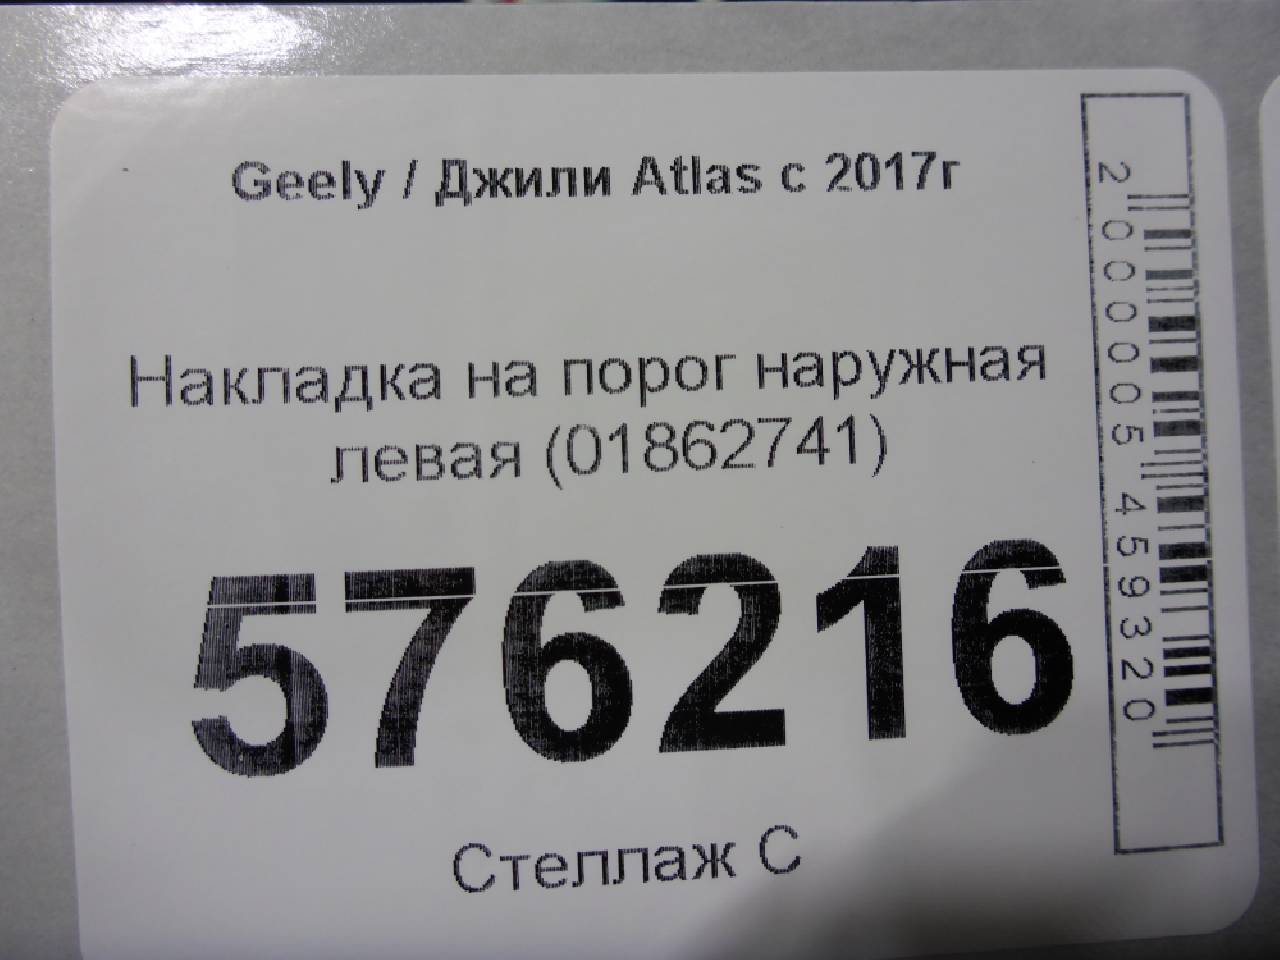 Geely / Джили Atlas с 2017г
Накладка на порог наружная
левая (01862741)
576216
Стеллаж С
2000005459320